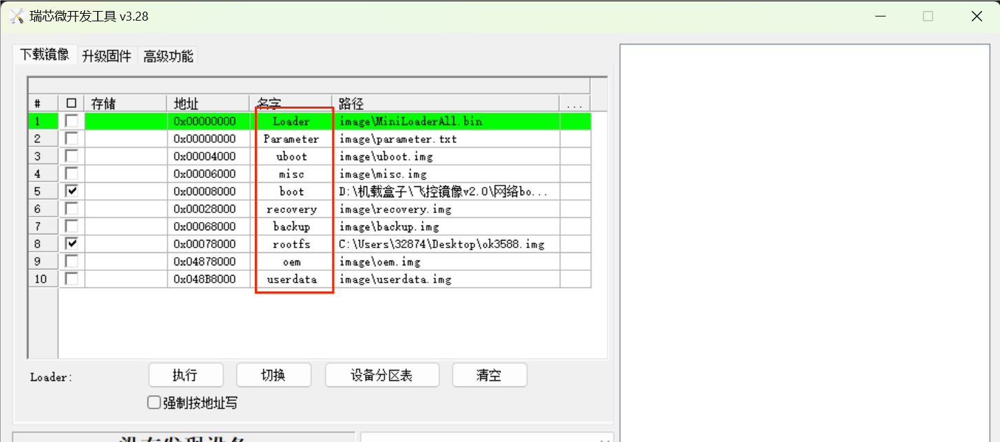 瑞芯微开发工具 v3.28
下载镜像 升级固件 高级功能
# 存储 地址 名字 路径 ...
1 0x00000000 Loader image\MiniLoaderAll.bin
2 0x00000000 Parameter image\parameter.txt
3 0x00004000 uboot image\uboot.img
4 0x00006000 misc image\misc.img
5 0x00008000 boot D:\机载盒子\飞控镜像v2.0\网络bo...
6 0x00028000 recovery image\recovery.img
7 0x00068000 backup image\backup.img
8 0x00078000 rootfs C:\Users\32874\Desktop\ok3588.img
9 0x04878000 oem image\oem.img
10 0x048B8000 userdata image\userdata.img
Loader: 执行 切换 设备分区表 清空
强制按地址写
没有发现设备